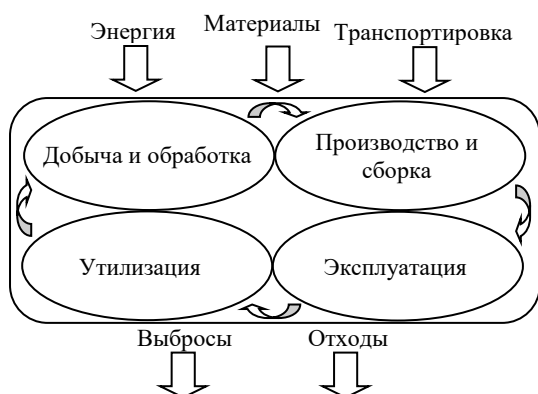 Энергия
Материалы
Транспортировка
Добыча и обработка
Производство и
сборка
Утилизация
Эксплуатация
Выбросы
Отходы